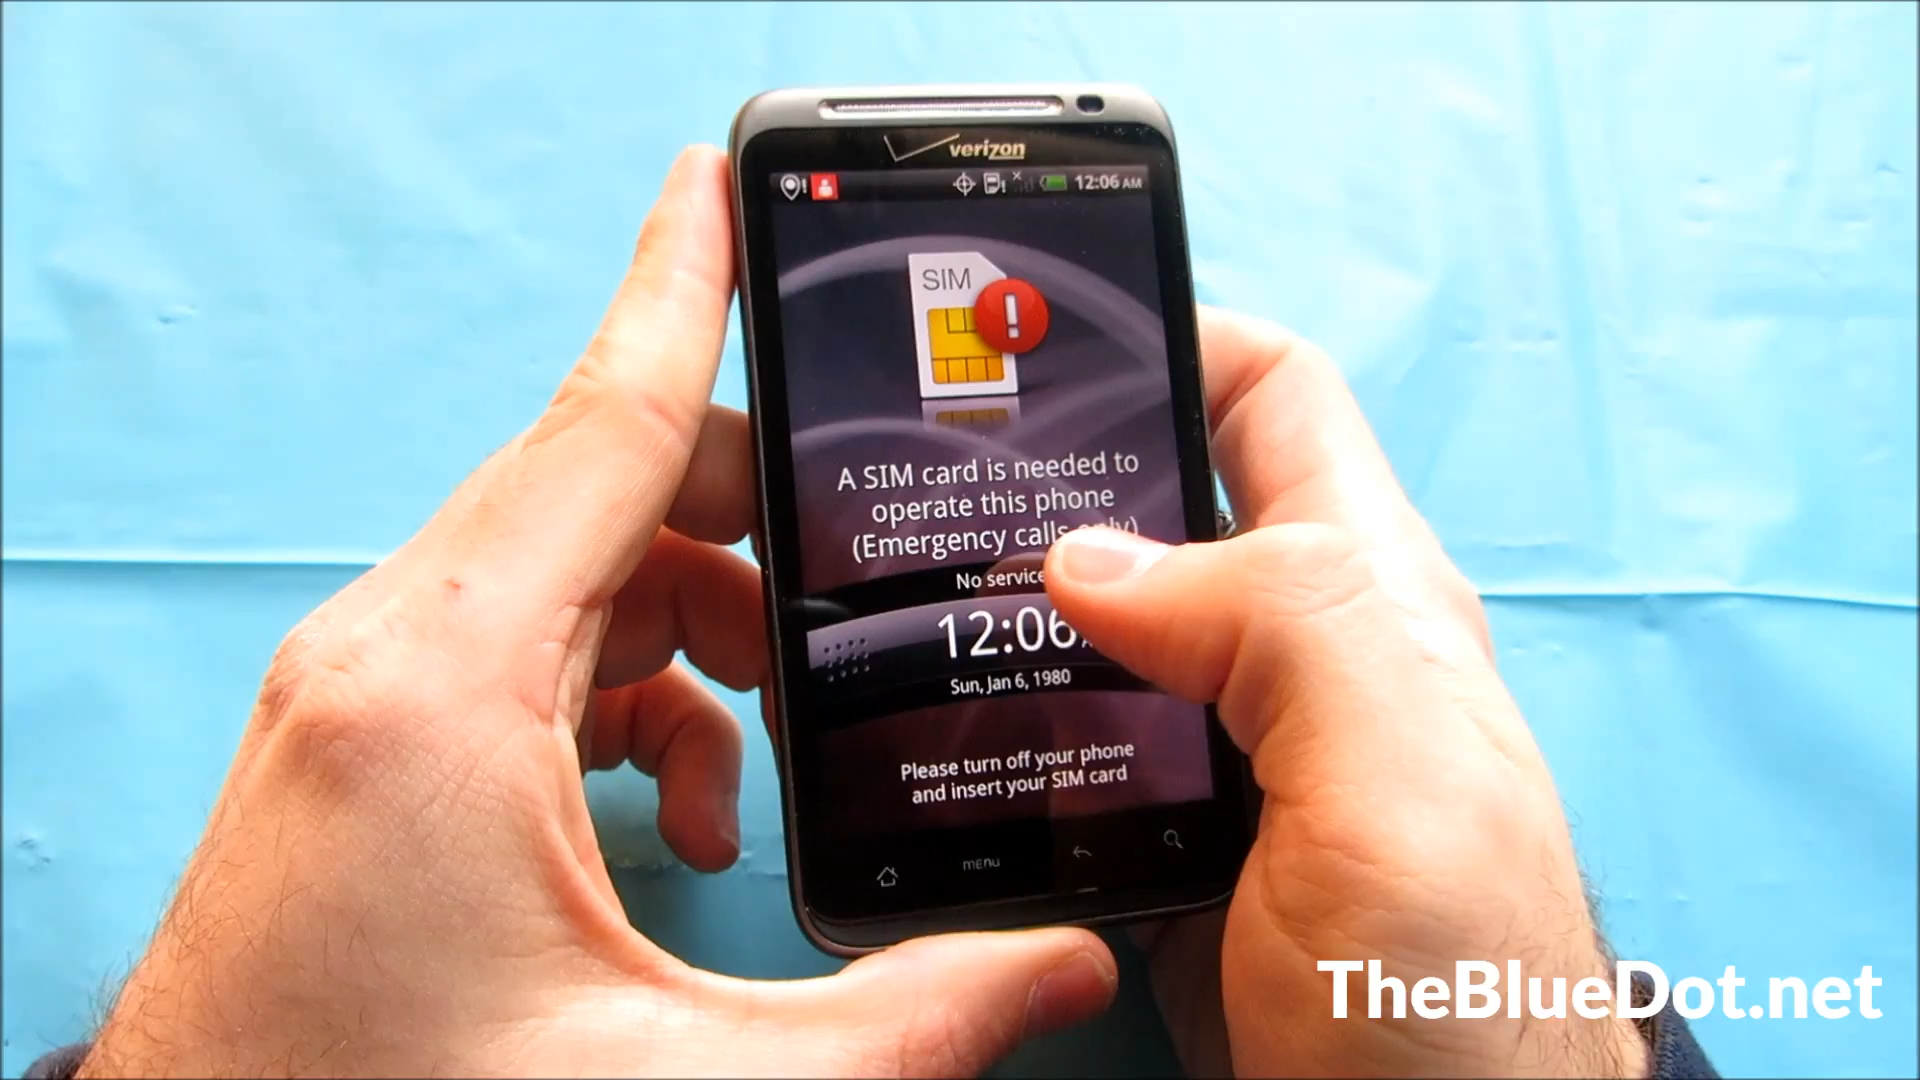 verizon
12:06 AM
SIM
A SIM card is needed to
operate this phone
(Emergency calls only)
No service
12:06
Sun, Jan 6, 1980
Please turn off your phone
and insert your SIM card
MENU
TheBlueDot.net